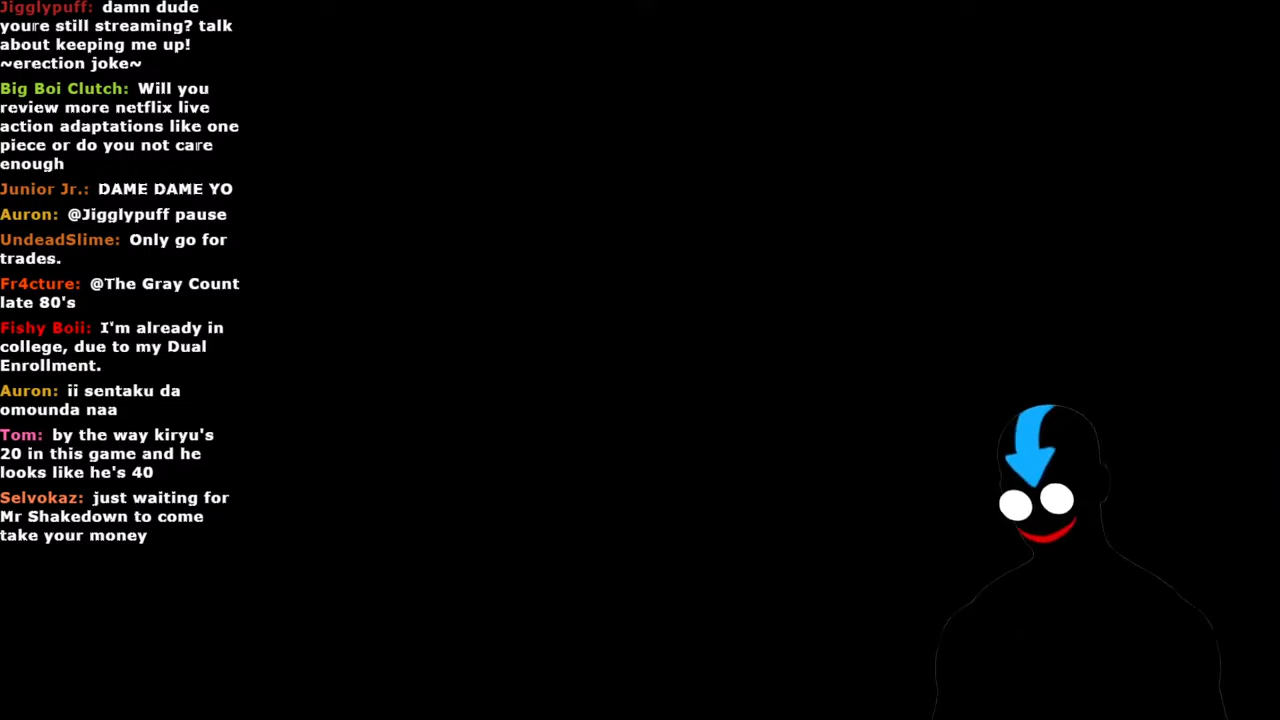 Jigglypuff: damn dude
youre still streaming? talk
about keeping me up!
~erection joke~
Big Boi Clutch: Will you
review more netflix live
action adaptations like one
piece or do you not care
enough
Junior Jr.: DAME DAME YO
Auron: @Jigglypuff pause
UndeadSlime: Only go for
trades.
Fr4cture: @The Gray Count
late 80's
Fishy Boii: I'm already in
college, due to my Dual
Enrollment.
Auron: ii sentaku da
omounda naa
Tom: by the way kiryu's
20 in this game and he
looks like he's 40
Selvokaz: just waiting for
Mr Shakedown to come
take your money